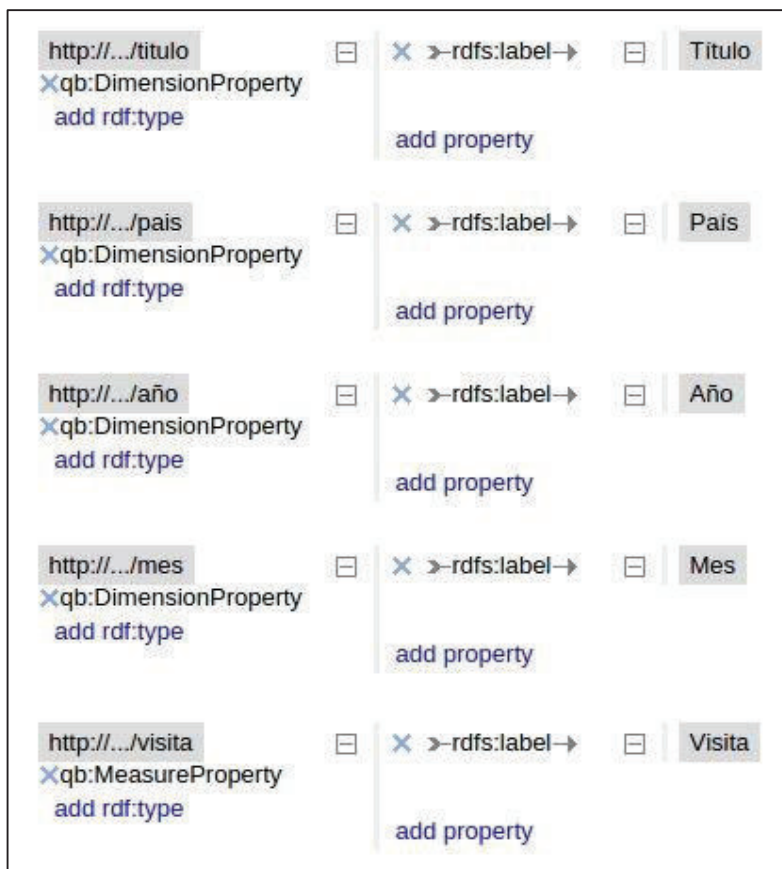 http://.../titulo rdfs:label Título
qb:DimensionProperty
add rdf:type
add property
http://.../pais rdfs:label País
qb:DimensionProperty
add rdf:type
add property
http://.../año rdfs:label Año
qb:DimensionProperty
add rdf:type
add property
http://.../mes rdfs:label Mes
qb:DimensionProperty
add rdf:type
add property
http://.../visita rdfs:label Visita
qb:MeasureProperty
add rdf:type
add property